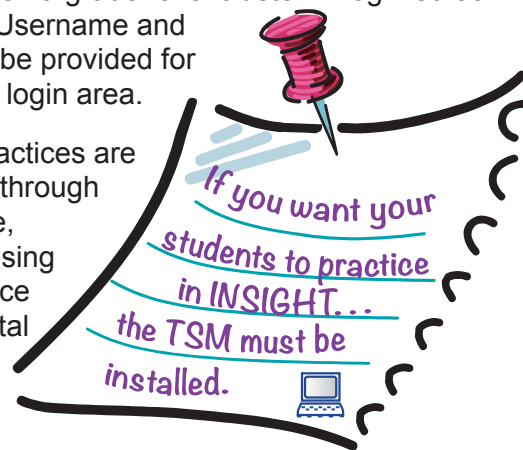 Username and
be provided for
login area.
actices are
through
e,
sing
ce
tal
If you want your
students to practice
in INSIGHT...
the TSM must be
installed.